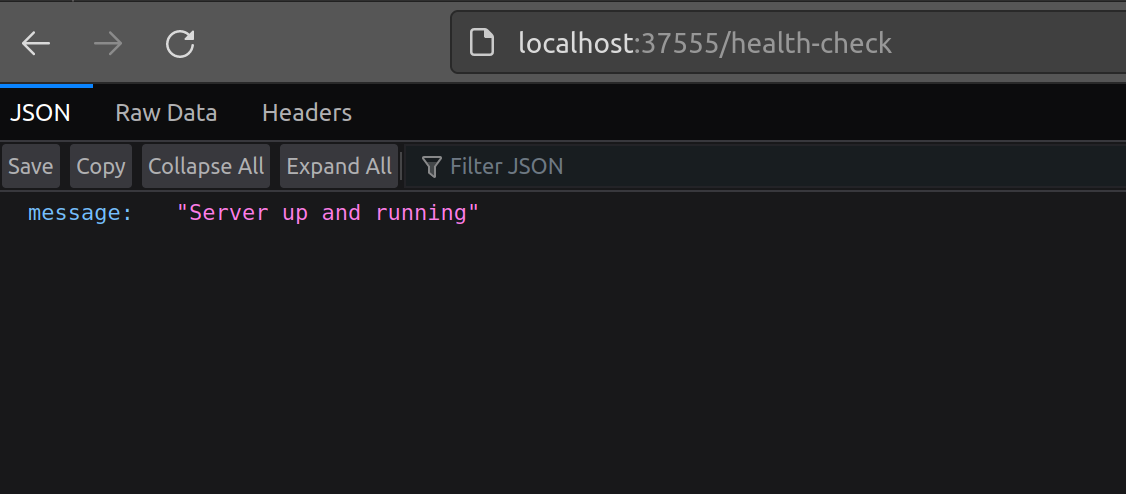 localhost:37555/health-check
JSON Raw Data Headers
Save Copy Collapse All Expand All Filter JSON
message: "Server up and running"